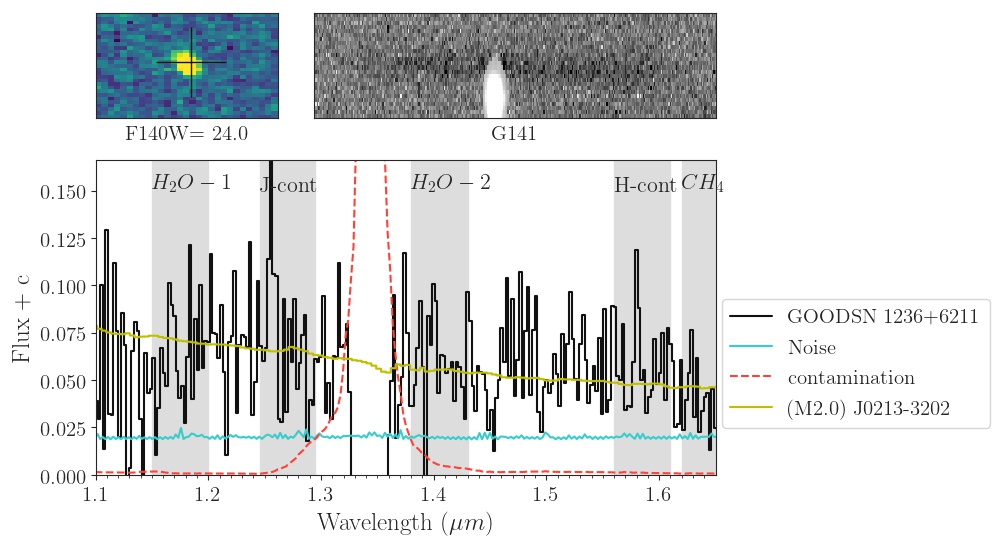 F140W= 24.0
G141
H₂O − 1
J-cont
H₂O − 2
H-cont
CH₄
0.150
0.125
0.100
0.075
0.050
0.025
0.000
Flux + c
1.1
1.2
1.3
1.4
1.5
1.6
Wavelength (μm)
GOODSN 1236+6211
Noise
contamination
(M2.0) J0213-3202